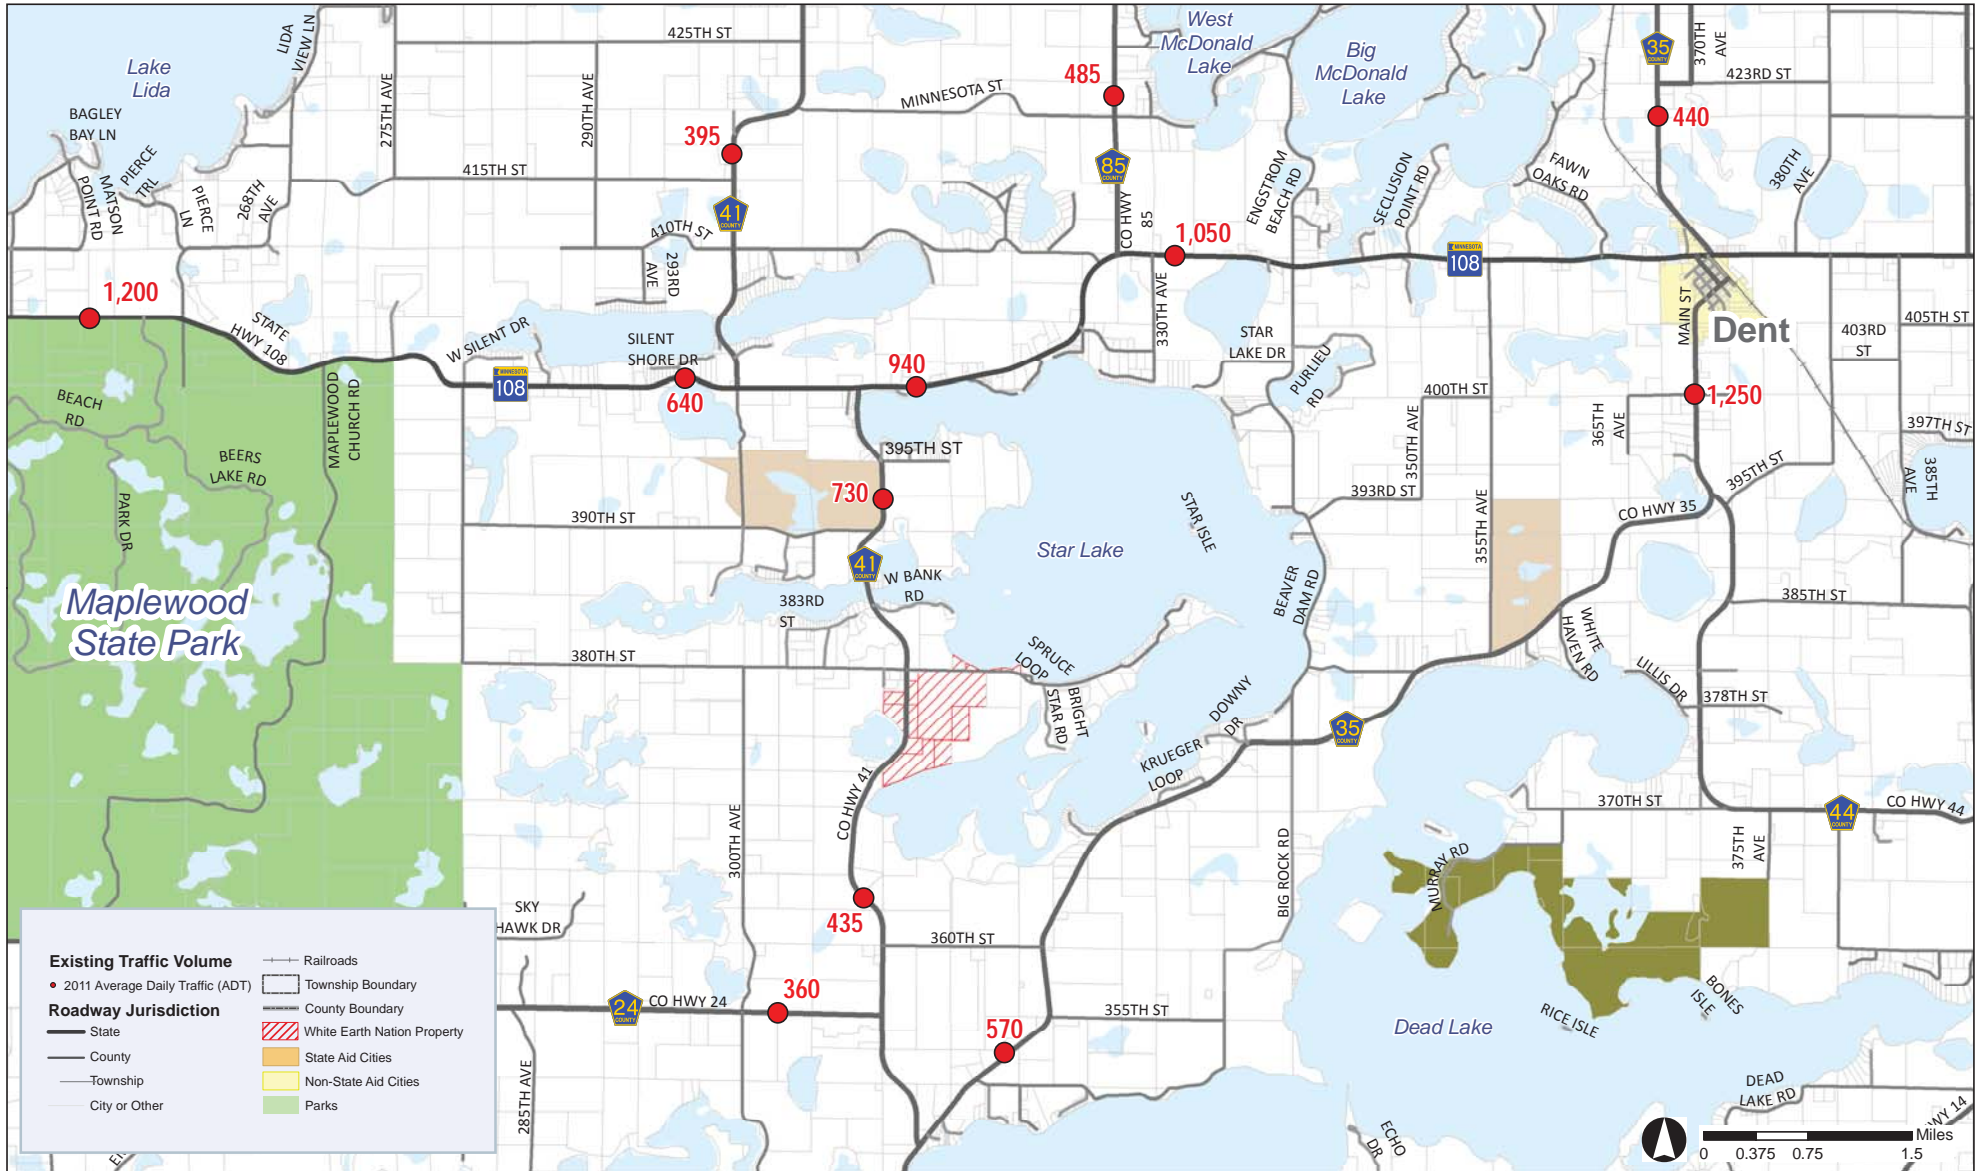 425TH ST
LIDA
VIEW LN
Lake
Lida
275TH AVE
290TH AVE
MINNESOTA ST
485
West
McDonald
Lake
Big
McDonald
Lake
35
COUNTY
370TH
AVE
423RD ST
440
BAGLEY
BAY LN
395
PIERCE
TRL
MATSON
POINT RD
PIERCE
LN
268TH
AVE
415TH ST
85
COUNTY
41
COUNTY
410TH ST
293RD
AVE
CO HWY
85
ENGSTROM
BEACH RD
SECLUSION
POINT RD
FAWN
OAKS RD
380TH
AVE
1,050
MINNESOTA
108
1,200
STATE
HWY 108
W SILENT DR
SILENT
SHORE DR
330TH AVE
STAR
LAKE DR
PURLIEU
RD
MAIN ST
Dent
403RD
ST
405TH ST
MINNESOTA
108
640
940
BEACH
RD
MAPLEWOOD
CHURCH RD
BEERS
LAKE RD
PARK DR
400TH ST
350TH AVE
365TH
AVE
1,250
397TH ST
395TH ST
395TH ST
385TH
AVE
730
390TH ST
393RD ST
355TH AVE
CO HWY 35
STAR ISLE
Star Lake
41
COUNTY
W BANK
RD
383RD
ST
BEAVER
DAM RD
385TH ST
Maplewood
State Park
380TH ST
SPRUCE
LOOP
BRIGHT
STAR RD
DOWNY
DR
WHITE
HAVEN RD
LILLIS DR
378TH ST
35
COUNTY
KRUEGER
LOOP
CO HWY 41
300TH AVE
370TH ST
44
COUNTY
CO HWY 44
375TH
AVE
BIG ROCK RD
MURRAY RD
435
SKY
HAWK DR
360TH ST
24
COUNTY
CO HWY 24
360
355TH ST
570
285TH AVE
Dead Lake
RICE ISLE
BONES
ISLE
DEAD
LAKE RD
ECHO
DR
WY 14
Existing Traffic Volume
2011 Average Daily Traffic (ADT)
Roadway Jurisdiction
State
County
Township
City or Other
Railroads
Township Boundary
County Boundary
White Earth Nation Property
State Aid Cities
Non-State Aid Cities
Parks
Miles
0 0.375 0.75 1.5